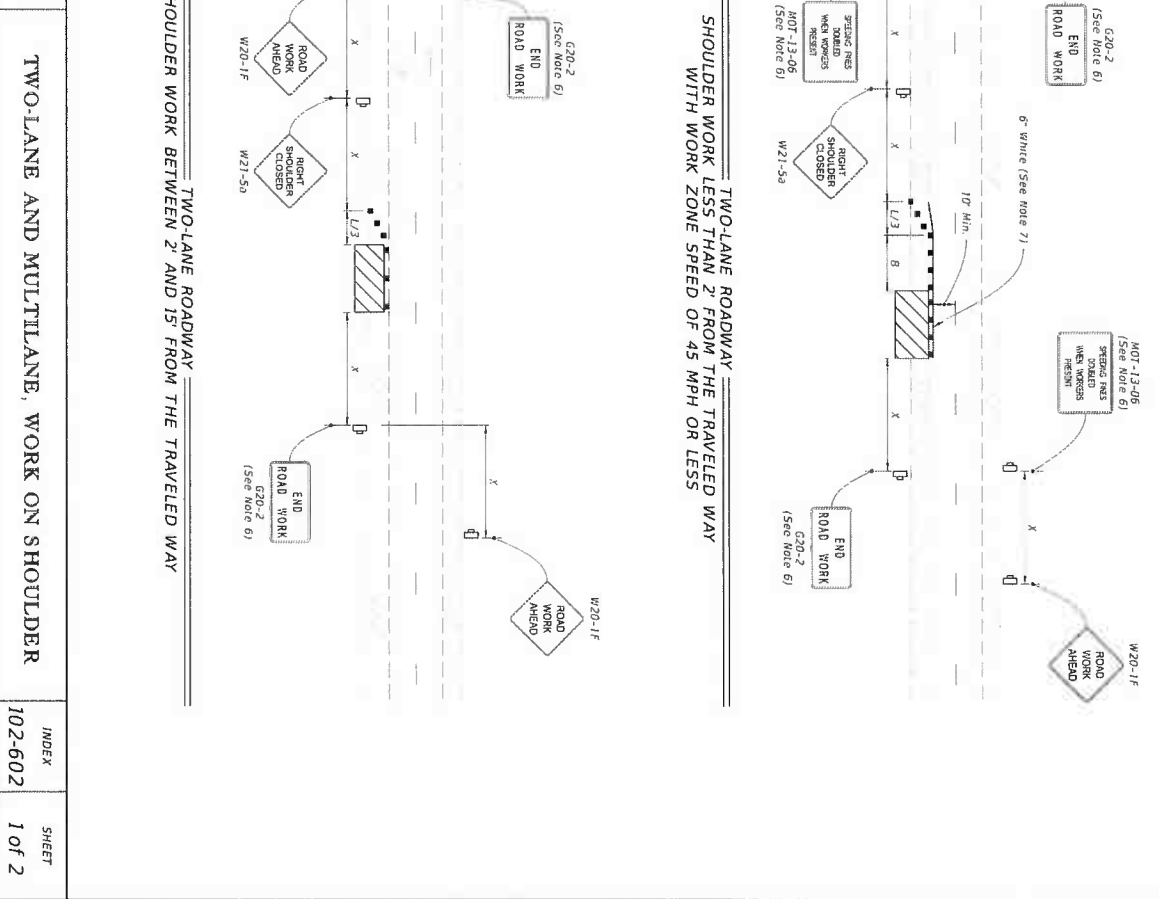 G20-2
(See Note 6)
END
ROAD WORK
6" White (See Note 7)
10' Min.
MOT-13-06
(See Note 6)
SPEEDING FINES
DOUBLED
WHEN WORKERS
PRESENT
W20-1F
ROAD
WORK
AHEAD
X
SPEEDING FINES
DOUBLED
WHEN WORKERS
PRESENT
MOT-13-06
(See Note 6)
X
X
L/3
B
X
RIGHT
SHOULDER
CLOSED
W21-5a
END
ROAD WORK
G20-2
(See Note 6)
TWO-LANE ROADWAY
SHOULDER WORK LESS THAN 2' FROM THE TRAVELED WAY
WITH WORK ZONE SPEED OF 45 MPH OR LESS
G20-2
(See Note 6)
END
ROAD WORK
W20-1F
ROAD
WORK
AHEAD
X
X
X
L/3
X
ROAD
WORK
AHEAD
W20-1F
RIGHT
SHOULDER
CLOSED
W21-5a
END
ROAD WORK
G20-2
(See Note 6)
TWO-LANE ROADWAY
HOULDER WORK BETWEEN 2' AND 15' FROM THE TRAVELED WAY
TWO-LANE AND MULTILANE, WORK ON SHOULDER
INDEX
102-602
SHEET
1 of 2